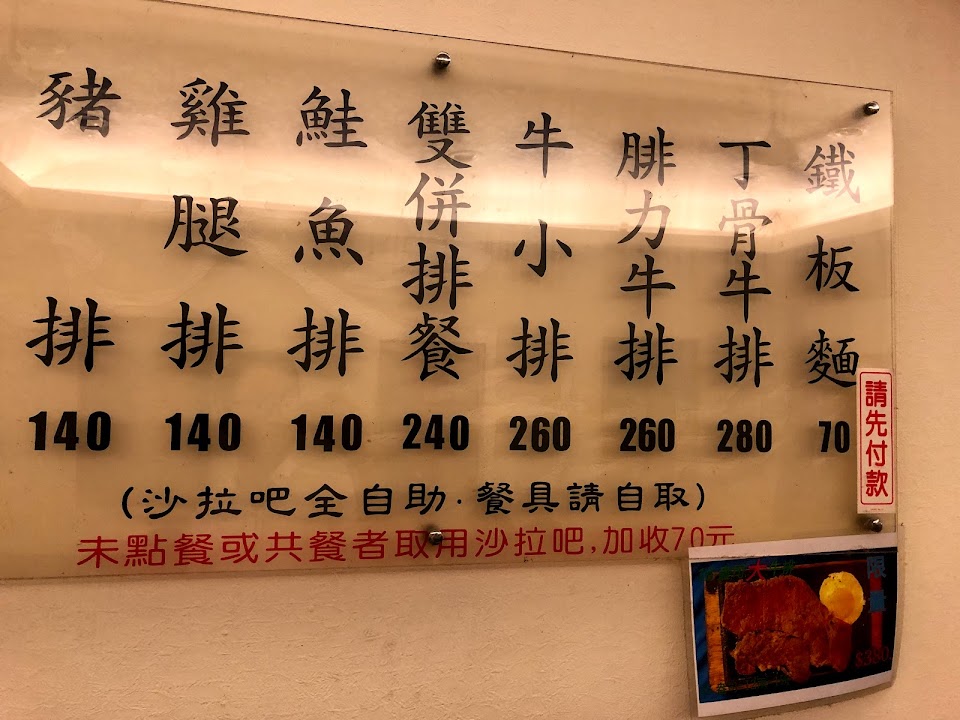 豬排 140
雞腿排 140
鮭魚排 140
雙併排餐 240
牛小排 260
腓力牛排 260
丁骨牛排 280
鐵板麵 70
(沙拉吧全自助.餐具請自取)
未點餐或共餐者取用沙拉吧,加收70元
請先付款
大
限量